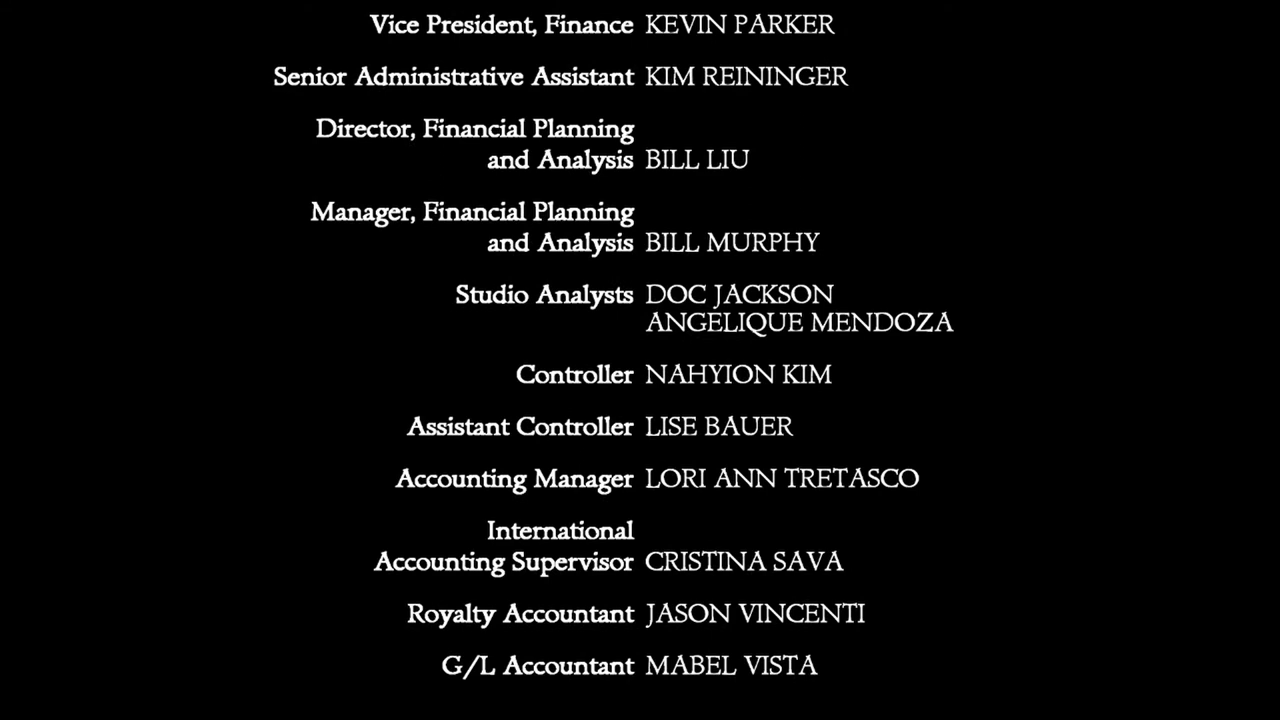 Vice President, Finance KEVIN PARKER
Senior Administrative Assistant KIM REININGER
Director, Financial Planning
and Analysis BILL LIU
Manager, Financial Planning
and Analysis BILL MURPHY
Studio Analysts DOC JACKSON
ANGELIQUE MENDOZA
Controller NAHYION KIM
Assistant Controller LISE BAUER
Accounting Manager LORI ANN TRETASCO
International
Accounting Supervisor CRISTINA SAVA
Royalty Accountant JASON VINCENTI
G/L Accountant MABEL VISTA